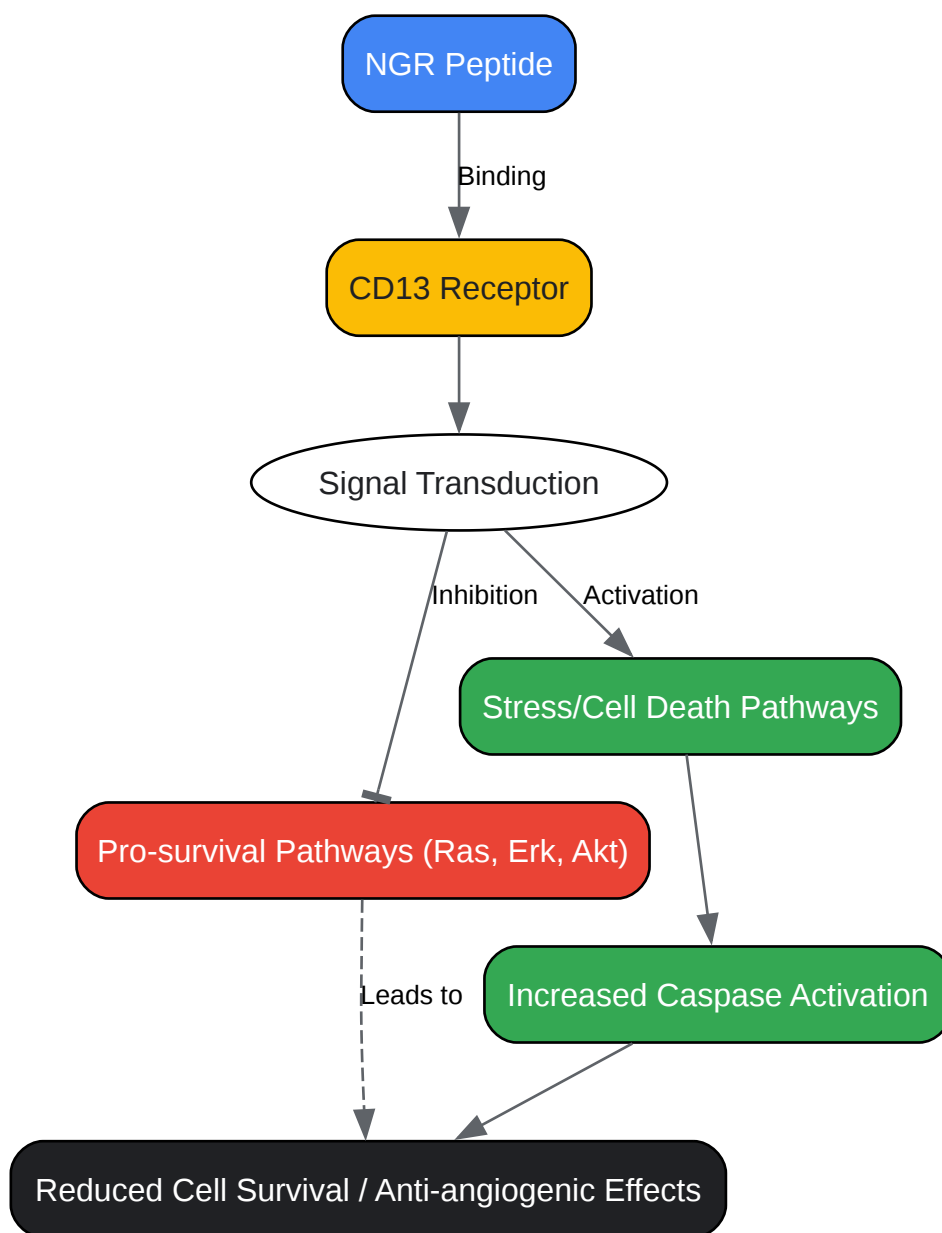 NGR Peptide
Binding
CD13 Receptor
Signal Transduction
Inhibition
Activation
Stress/Cell Death Pathways
Pro-survival Pathways (Ras, Erk, Akt)
Leads to
Increased Caspase Activation
Reduced Cell Survival / Anti-angiogenic Effects